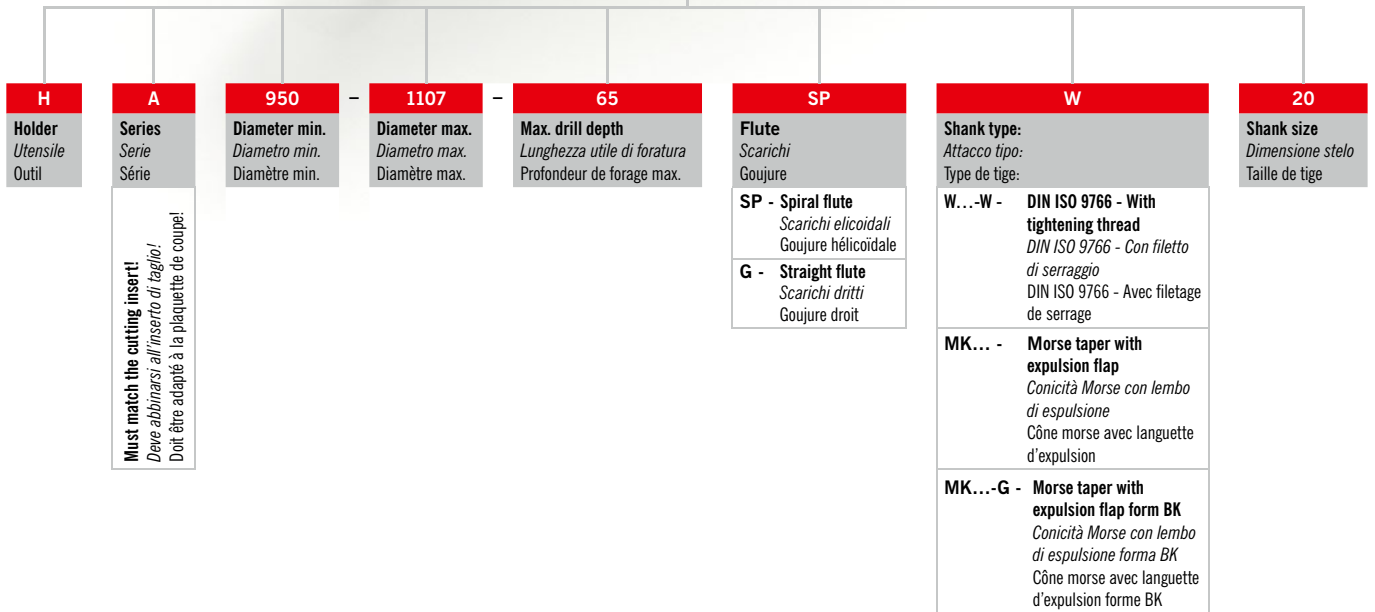 H
A
950
–
1107
–
65
SP
W
20
Holder
Utensile
Outil
Series
Serie
Série
Diameter min.
Diametro min.
Diamètre min.
Diameter max.
Diametro max.
Diamètre max.
Max. drill depth
Lunghezza utile di foratura
Profondeur de forage max.
Flute
Scarichi
Goujure
Shank type:
Attacco tipo:
Type de tige:
Shank size
Dimensione stelo
Taille de tige
Must match the cutting insert!
Deve abbinarsi all'inserto di taglio!
Doit être adapté à la plaquette de coupe!
SP - Spiral flute
Scarichi elicoidali
Goujure hélicoïdale
G - Straight flute
Scarichi dritti
Goujure droit
W...-W - DIN ISO 9766 - With
tightening thread
DIN ISO 9766 - Con filetto
di serraggio
DIN ISO 9766 - Avec filetage
de serrage
MK... - Morse taper with
expulsion flap
Conicità Morse con lembo
di espulsione
Cône morse avec languette
d'expulsion
MK...-G - Morse taper with
expulsion flap form BK
Conicità Morse con lembo
di espulsione forma BK
Cône morse avec languette
d'expulsion forme BK